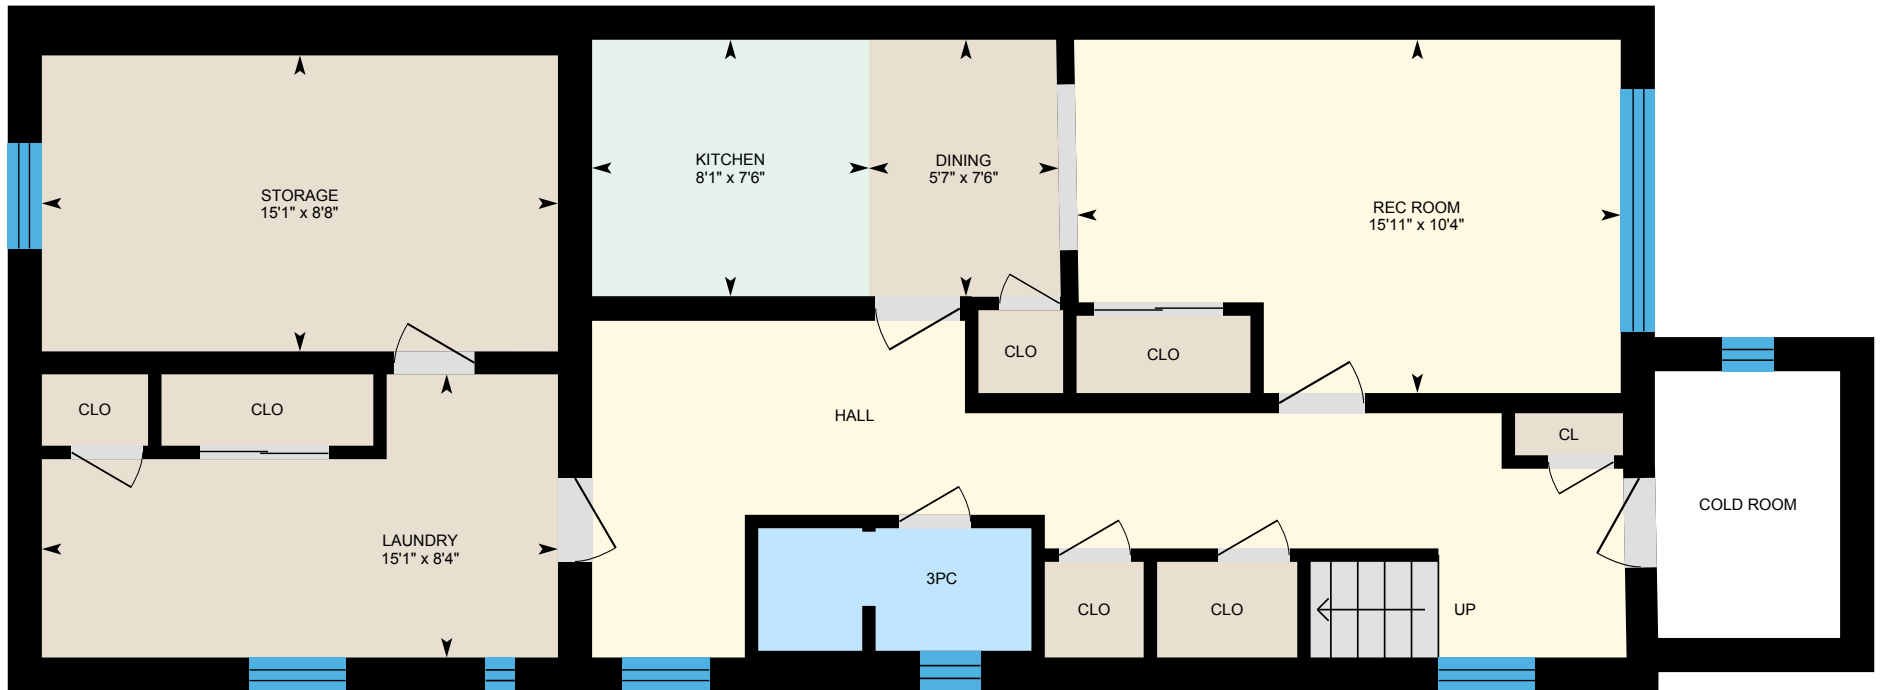 STORAGE
15'1" x 8'8"
KITCHEN
8'1" x 7'6"
DINING
5'7" x 7'6"
REC ROOM
15'11" x 10'4"
CLO
CLO
CLO
CLO
HALL
CL
COLD ROOM
LAUNDRY
15'1" x 8'4"
3PC
CLO
CLO
UP